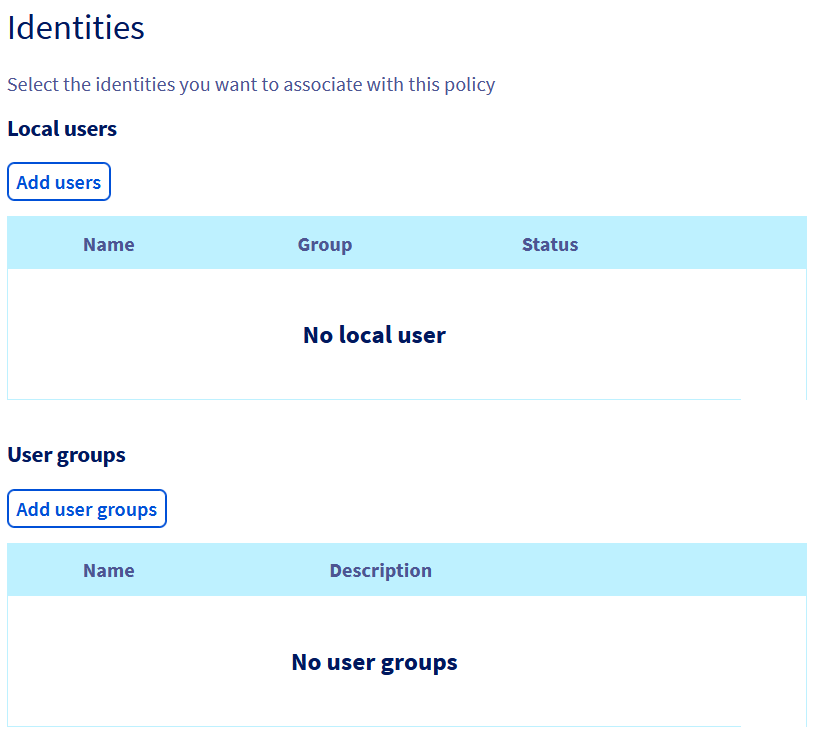 Identities
Select the identities you want to associate with this policy
Local users
Add users
Name Group Status
No local user
User groups
Add user groups
Name Description
No user groups